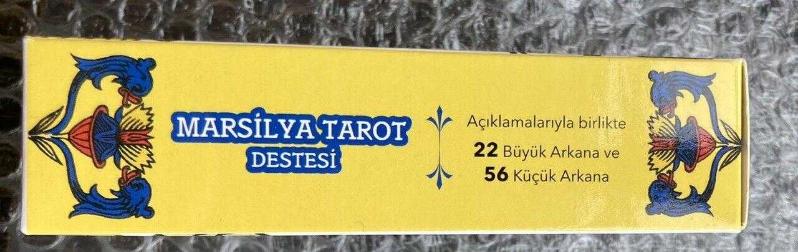 MARSİLYA TAROT
DESTESİ
Açıklamalarıyla birlikte
22 Büyük Arkana ve
56 Küçük Arkana